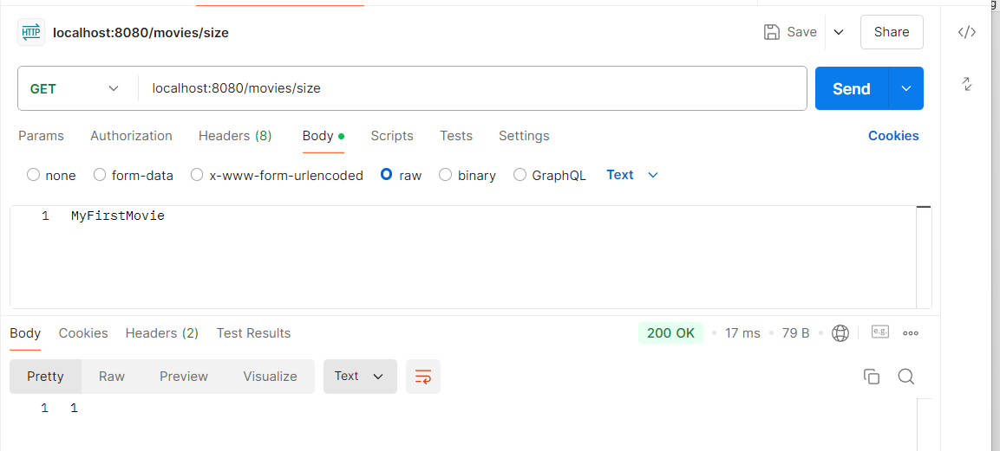 HTTP localhost:8080/movies/size Save Share </>
GET localhost:8080/movies/size Send
Params Authorization Headers (8) Body Scripts Tests Settings Cookies
none form-data x-www-form-urlencoded raw binary GraphQL Text
1 MyFirstMovie
Body Cookies Headers (2) Test Results 200 OK 17 ms 79 B e.g.
Pretty Raw Preview Visualize Text
1 1